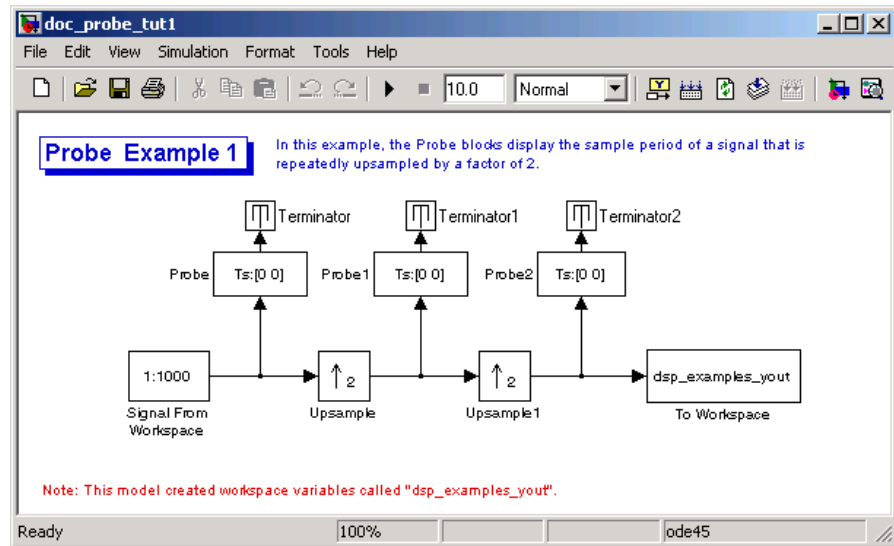 doc_probe_tut1
File Edit View Simulation Format Tools Help
10.0 Normal
Probe Example 1
In this example, the Probe blocks display the sample period of a signal that is
repeatedly upsampled by a factor of 2.
Terminator Terminator1 Terminator2
Probe Ts:[0 0] Probe1 Ts:[0 0] Probe2 Ts:[0 0]
1:1000 2 2 dsp_examples_yout
Signal From
Workspace
Upsample Upsample1 To Workspace
Note: This model created workspace variables called "dsp_examples_yout".
Ready 100% ode45